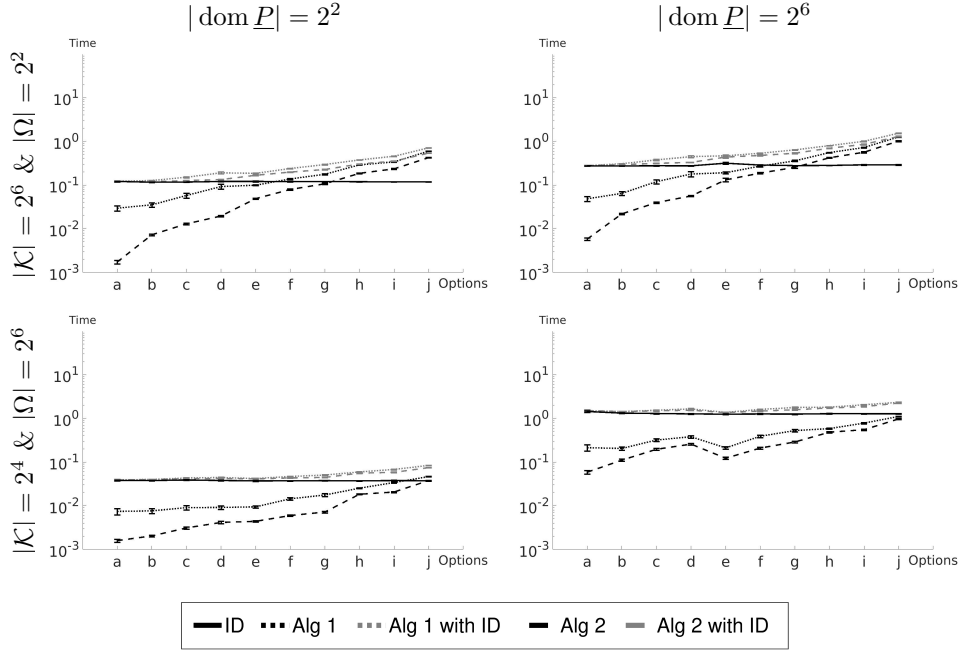 | dom P| = 2^2
| dom P| = 2^6
|K| = 2^6 & |Ω| = 2^2
Time
10^1
10^0
10^-1
10^-2
10^-3
a b c d e f g h i j Options
Time
10^1
10^0
10^-1
10^-2
10^-3
a b c d e f g h i j Options
|K| = 2^4 & |Ω| = 2^6
Time
10^1
10^0
10^-1
10^-2
10^-3
a b c d e f g h i j Options
Time
10^1
10^0
10^-1
10^-2
10^-3
a b c d e f g h i j Options
ID Alg 1 Alg 1 with ID Alg 2 Alg 2 with ID